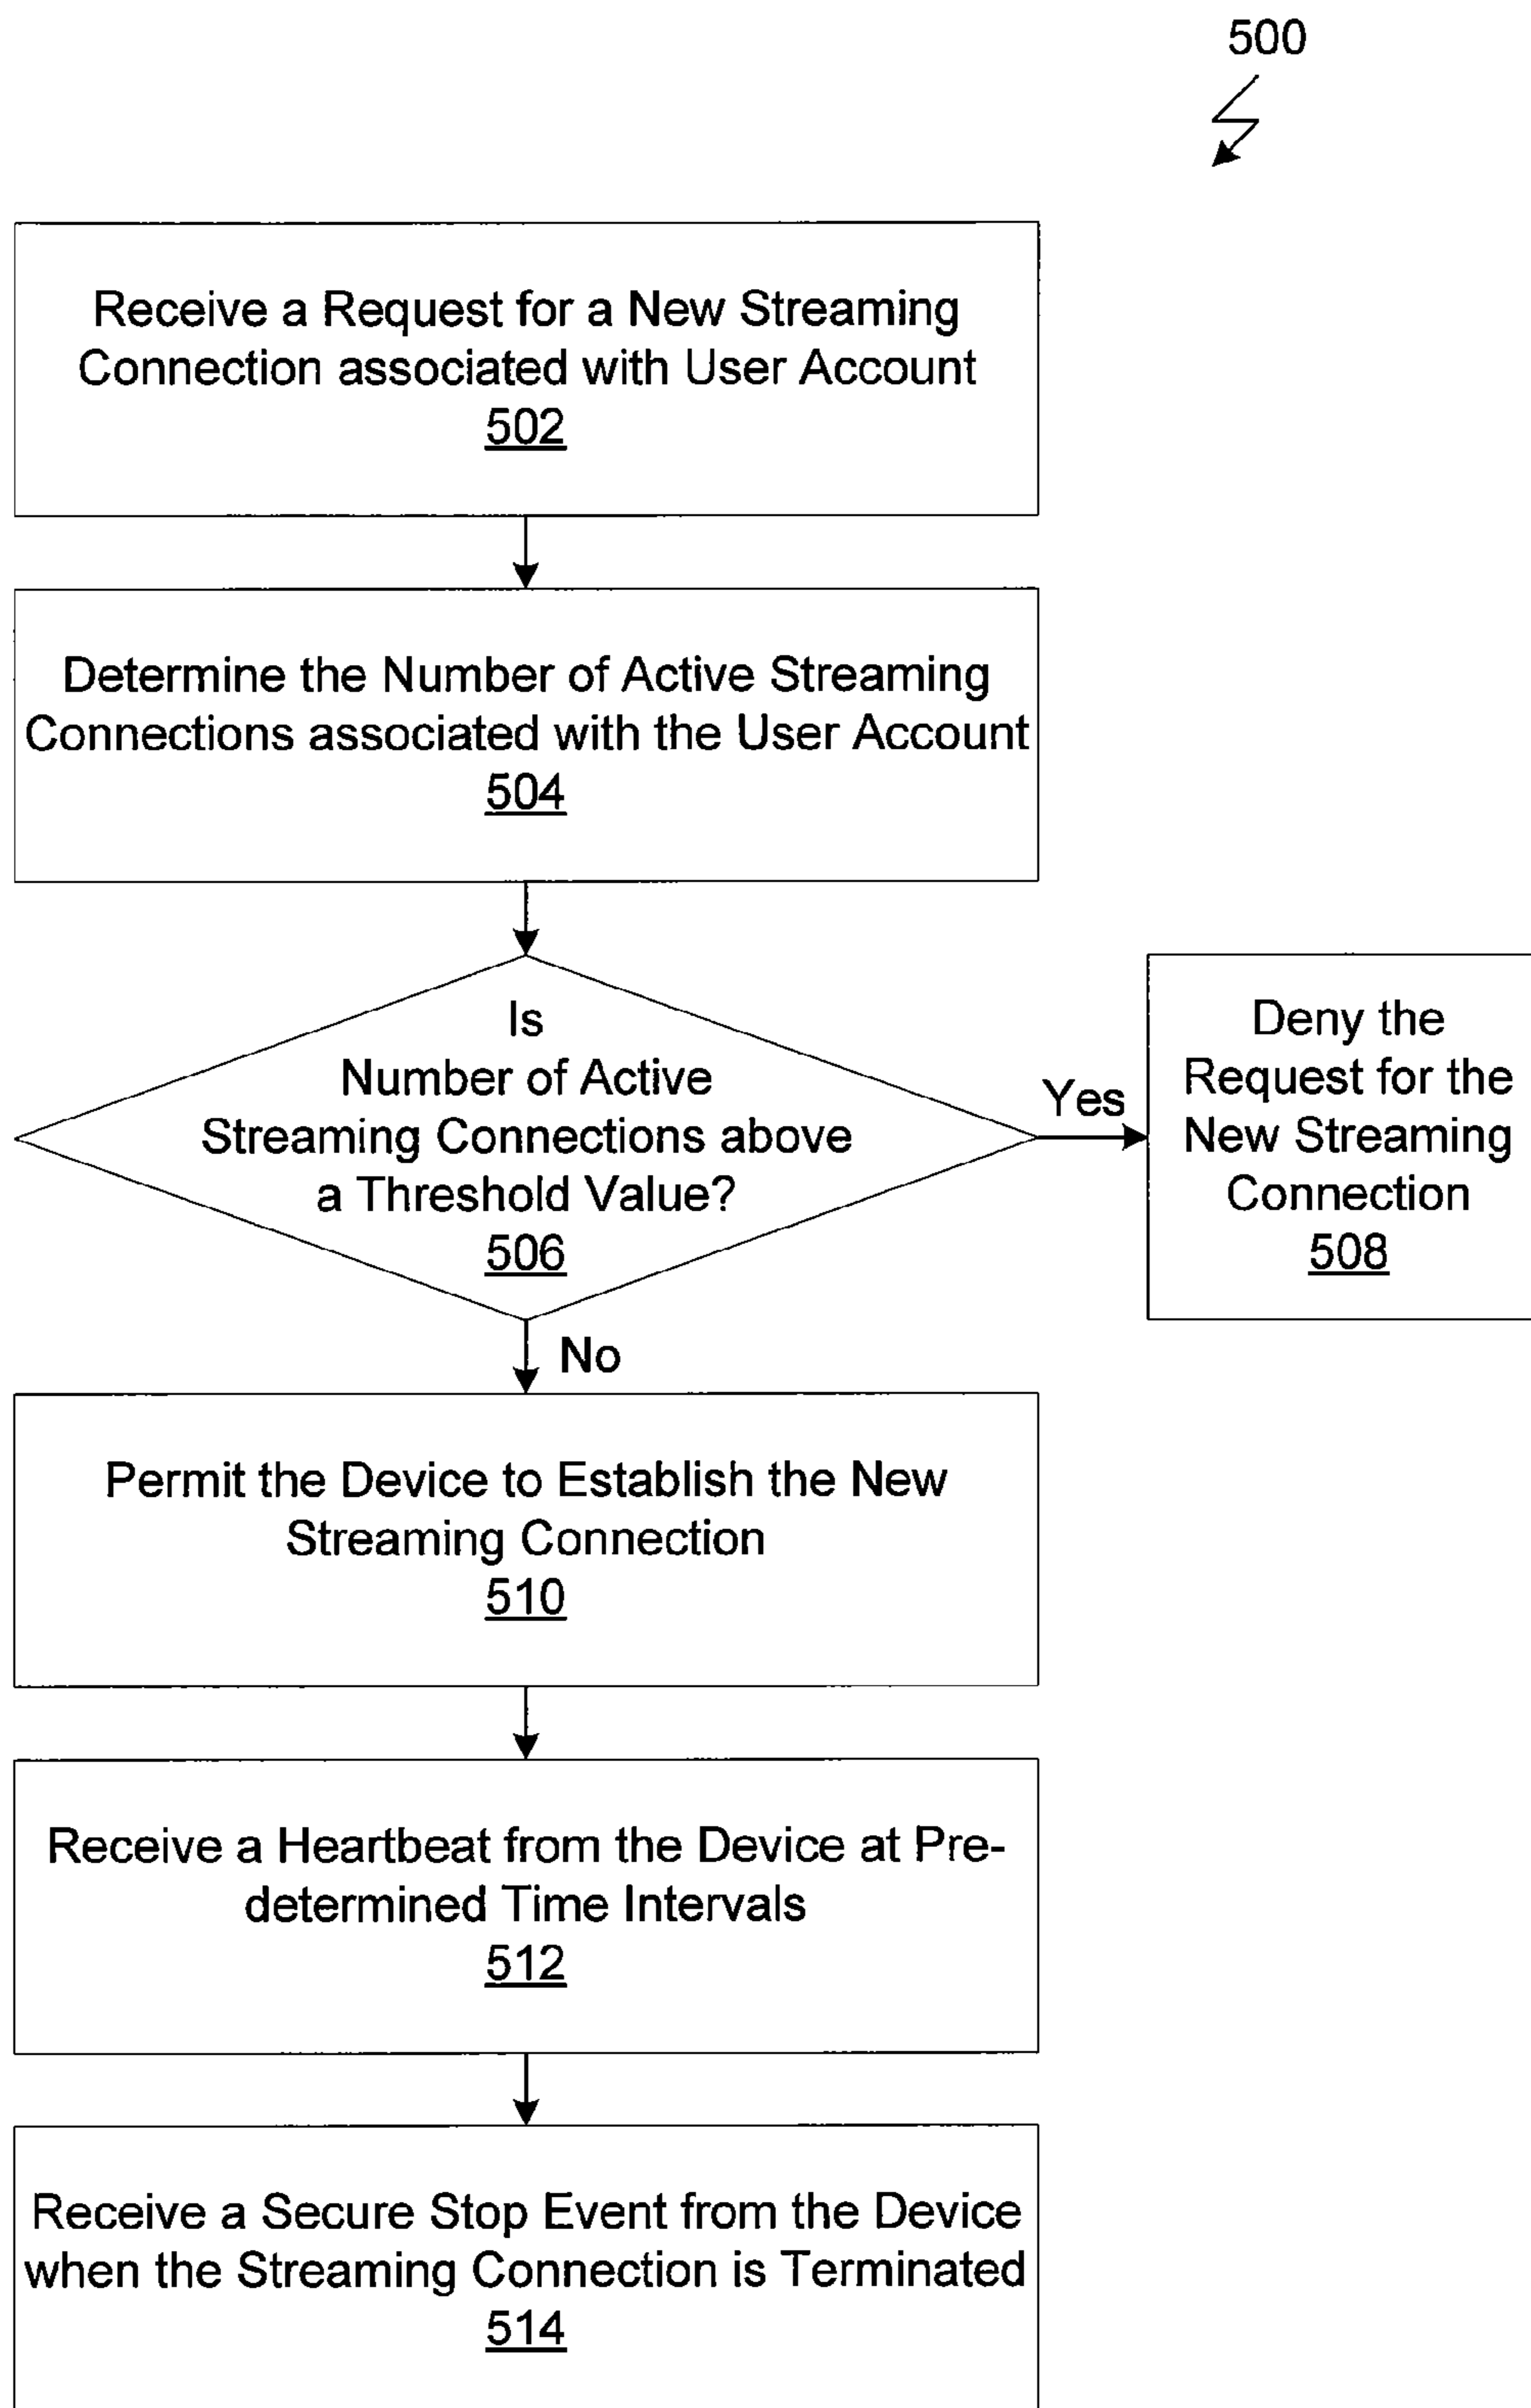 500
Receive a Request for a New Streaming
Connection associated with User Account
502
Determine the Number of Active Streaming
Connections associated with the User Account
504
Is
Number of Active
Streaming Connections above
a Threshold Value?
506
Yes
Deny the
Request for the
New Streaming
Connection
508
No
Permit the Device to Establish the New
Streaming Connection
510
Receive a Heartbeat from the Device at Pre-
determined Time Intervals
512
Receive a Secure Stop Event from the Device
when the Streaming Connection is Terminated
514